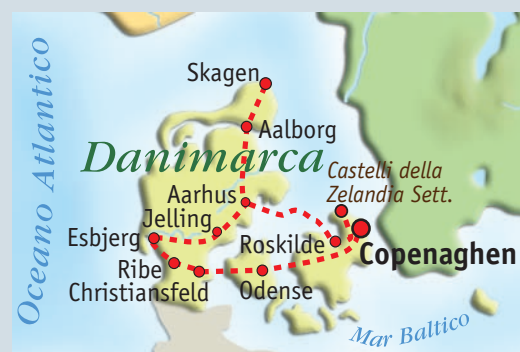 Oceano Atlantico
Skagen
Aalborg
Danimarca
Castelli della
Zelandia Sett.
Aarhus
Jelling
Esbjerg
Roskilde
Copenaghen
Ribe
Christiansfeld
Odense
Mar Baltico